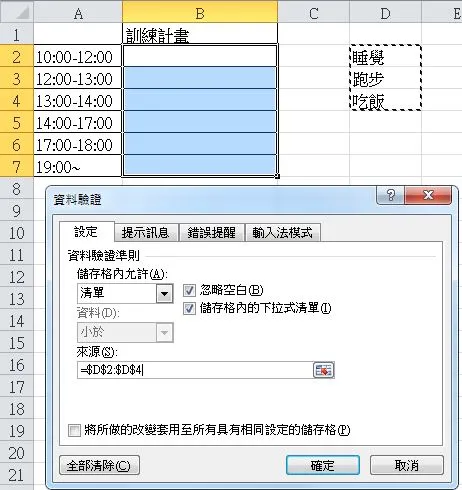 A B C D E
1 訓練計畫
2 10:00-12:00 睡覺
3 12:00-13:00 跑步
4 13:00-14:00 吃飯
5 14:00-17:00
6 17:00-18:00
7 19:00~
8
9
10
11
12
13
14
15
16
17
18
19
20
21
資料驗證
設定 提示訊息 錯誤提醒 輸入法模式
資料驗證準則
儲存格內允許(A):
清單 忽略空白(B)
資料(D): 儲存格內的下拉式清單(I)
小於
來源(S):
=$D$2:$D$4
將所做的改變套用至所有具有相同設定的儲存格(P)
全部清除(C) 確定 取消